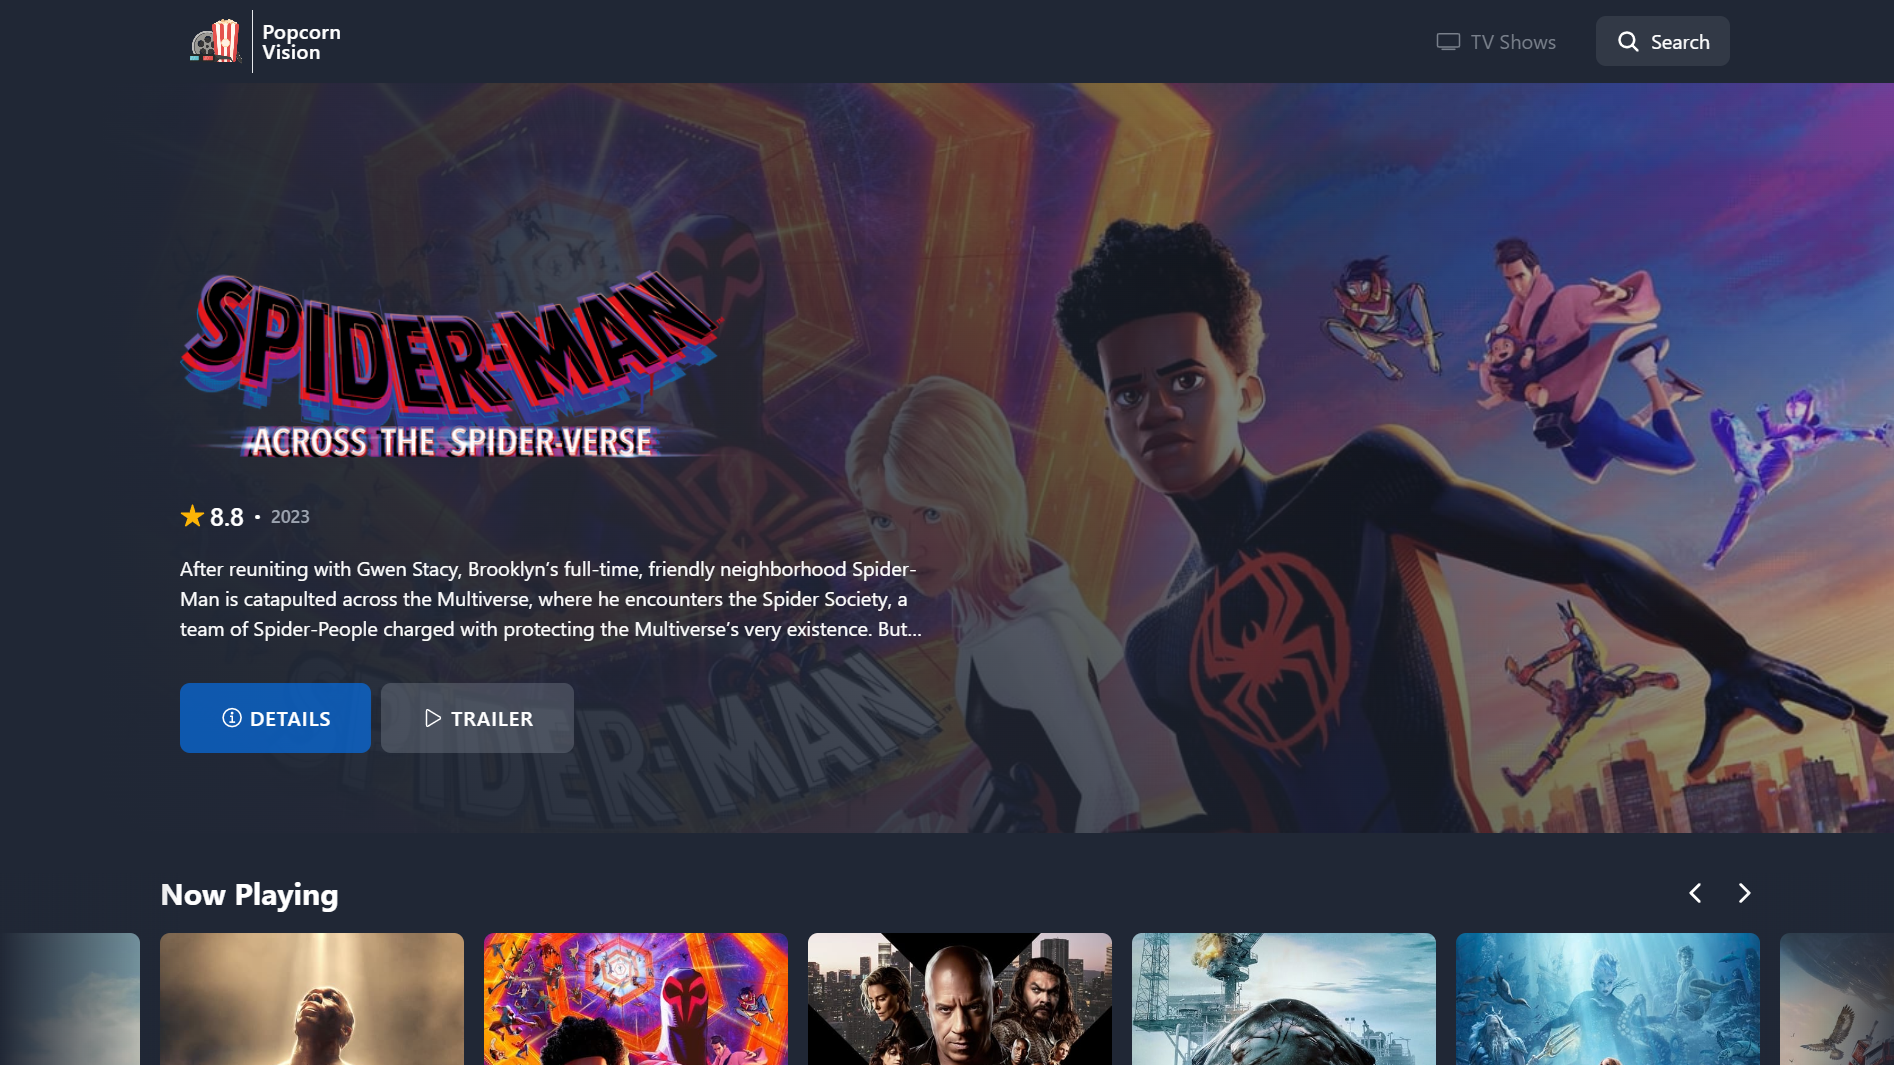 Popcorn
Vision
TV Shows
Search
SPIDER-MAN
ACROSS THE SPIDER-VERSE
8.8 • 2023
After reuniting with Gwen Stacy, Brooklyn's full-time, friendly neighborhood Spider-
Man is catapulted across the Multiverse, where he encounters the Spider Society, a
team of Spider-People charged with protecting the Multiverse's very existence. But...
SPIDER-MAN
DETAILS
TRAILER
Now Playing